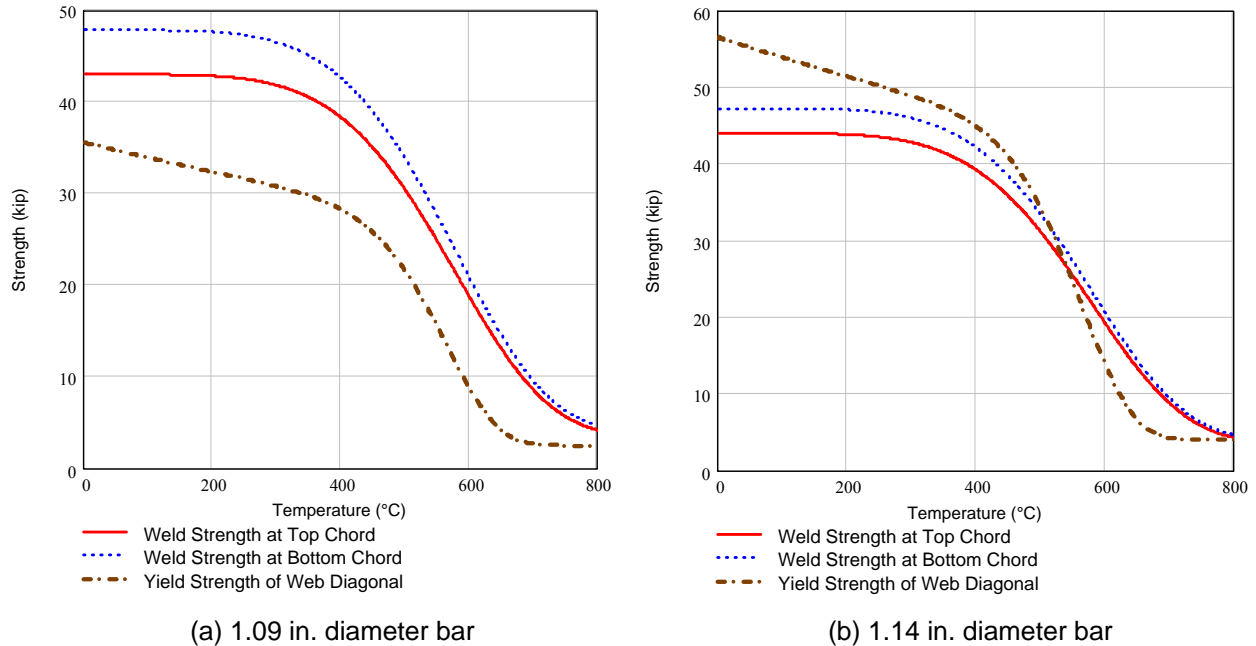 50
40
30
20
10
0
Strength (kip)
0 200 400 600 800
Temperature (°C)
Weld Strength at Top Chord
Weld Strength at Bottom Chord
Yield Strength of Web Diagonal
(a) 1.09 in. diameter bar
60
50
40
30
20
10
0
Strength (kip)
0 200 400 600 800
Temperature (°C)
Weld Strength at Top Chord
Weld Strength at Bottom Chord
Yield Strength of Web Diagonal
(b) 1.14 in. diameter bar